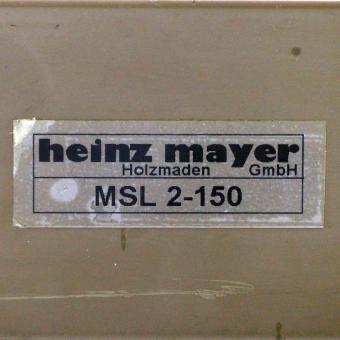 heinz mayer
Holzmaden GmbH
MSL 2-150